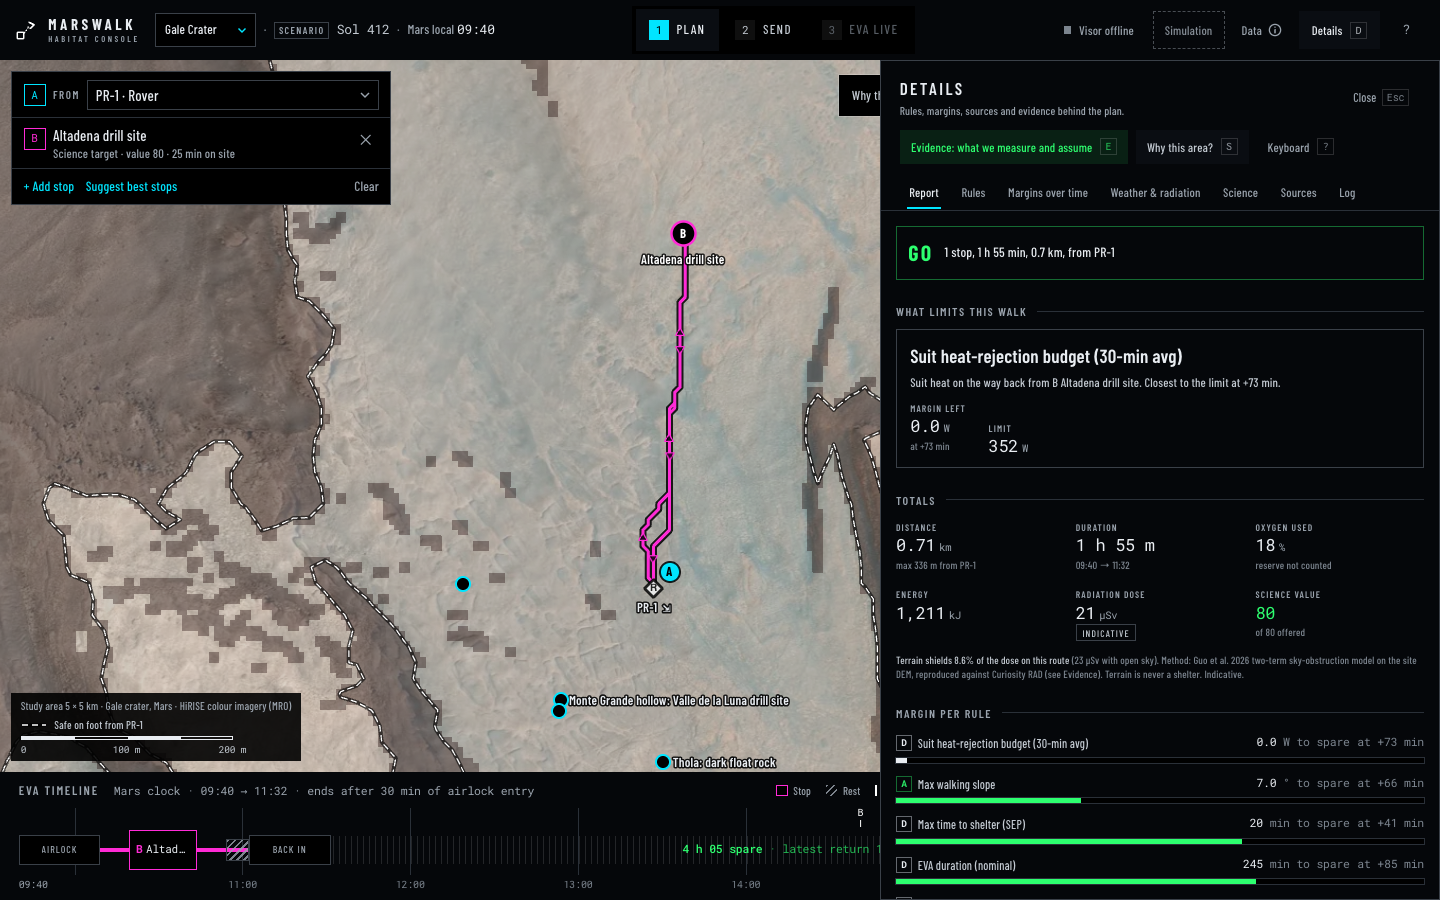 MARSWALK
HABITAT CONSOLE
Gale Crater
· SCENARIO Sol 412 · Mars local 09:40
1 PLAN
2 SEND
3 EVA LIVE
Visor offline
Simulation
Data
Details D
?
A FROM PR-1 · Rover
B Altadena drill site
Science target · value 80 · 25 min on site
+ Add stop Suggest best stops Clear
Why t
B
Altadena drill site
A
R
PR-1
Monte Grande hollow: Valle de la Luna drill site
Thola: dark float rock
Study area 5 × 5 km · Gale crater, Mars · HiRISE colour imagery (MRO)
Safe on foot from PR-1
0 100 m 200 m
EVA TIMELINE Mars clock · 09:40 → 11:32 · ends after 30 min of airlock entry
Stop Rest
B
AIRLOCK B Altad… BACK IN
4 h 05 spare · latest return 1
09:40 11:00 12:00 13:00 14:00
DETAILS
Rules, margins, sources and evidence behind the plan.
Close Esc
Evidence: what we measure and assume E
Why this area? S
Keyboard ?
Report Rules Margins over time Weather & radiation Science Sources Log
GO 1 stop, 1 h 55 min, 0.7 km, from PR-1
WHAT LIMITS THIS WALK
Suit heat-rejection budget (30-min avg)
Suit heat on the way back from B Altadena drill site. Closest to the limit at +73 min.
MARGIN LEFT
0.0 W
at +73 min
LIMIT
352 W
TOTALS
DISTANCE
0.71 km
max 336 m from PR-1
DURATION
1 h 55 m
09:40 → 11:32
OXYGEN USED
18 %
reserve not counted
ENERGY
1,211 kJ
RADIATION DOSE
21 µSv
INDICATIVE
SCIENCE VALUE
80
of 80 offered
Terrain shields 8.6% of the dose on this route (23 µSv with open sky). Method: Guo et al. 2026 two-term sky-obstruction model on the site
DEM, reproduced against Curiosity RAD (see Evidence). Terrain is never a shelter. Indicative.
MARGIN PER RULE
D Suit heat-rejection budget (30-min avg) 0.0 W to spare at +73 min
A Max walking slope 7.0 ° to spare at +66 min
D Max time to shelter (SEP) 20 min to spare at +41 min
D EVA duration (nominal) 245 min to spare at +85 min